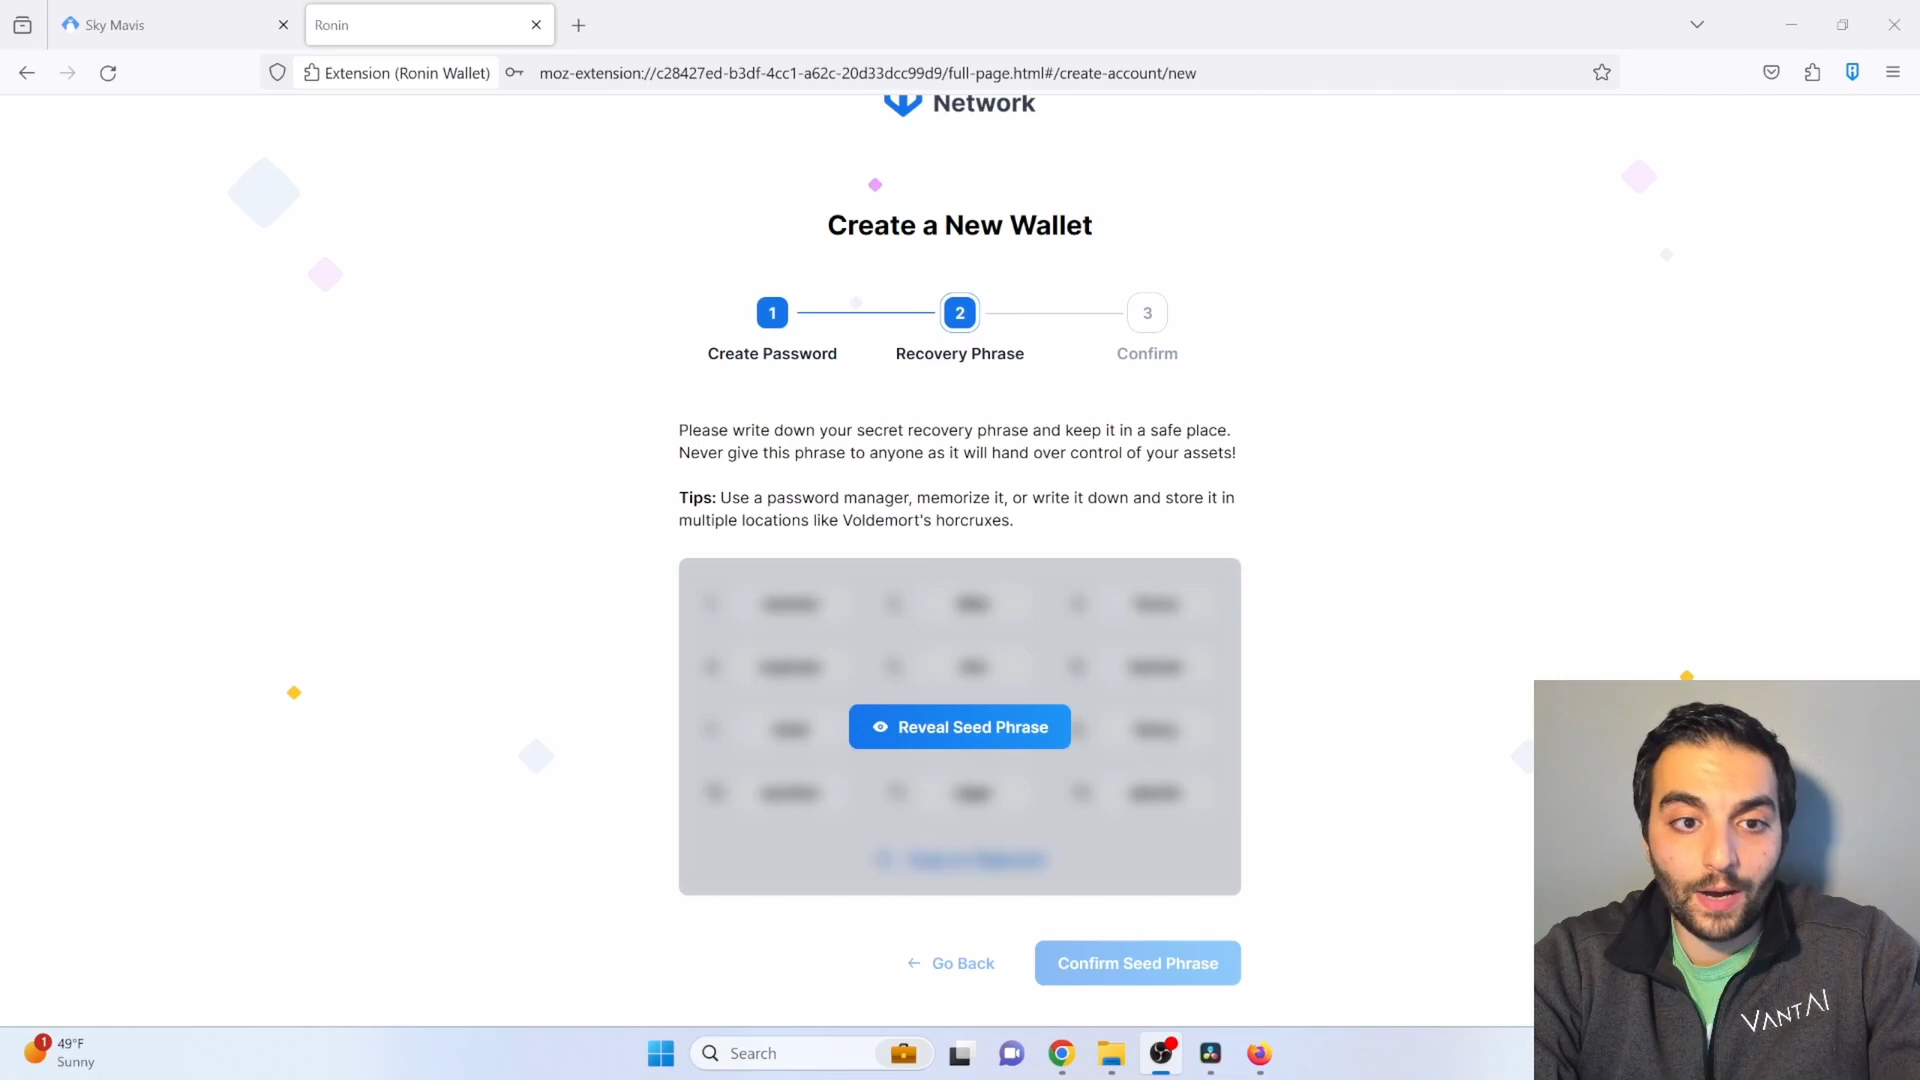 Sky Mavis
Ronin
Extension (Ronin Wallet)
moz-extension://c28427ed-b3df-4cc1-a62c-20d33dcc99d9/full-page.html#/create-account/new
Network
Create a New Wallet
1
2
3
Create Password
Recovery Phrase
Confirm
Please write down your secret recovery phrase and keep it in a safe place.
Never give this phrase to anyone as it will hand over control of your assets!
Tips: Use a password manager, memorize it, or write it down and store it in
multiple locations like Voldemort's horcruxes.
Reveal Seed Phrase
Go Back
Confirm Seed Phrase
VANTAI
1
49°F
Sunny
Search